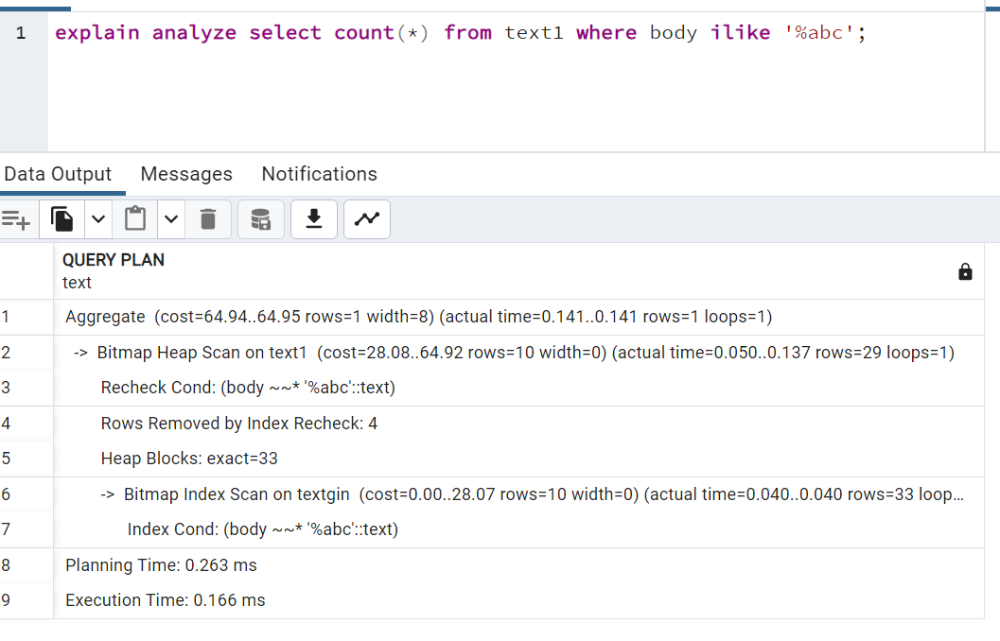 1 explain analyze select count(*) from text1 where body ilike '%abc';
Data Output Messages Notifications
QUERY PLAN
text
1 Aggregate (cost=64.94..64.95 rows=1 width=8) (actual time=0.141..0.141 rows=1 loops=1)
2 -> Bitmap Heap Scan on text1 (cost=28.08..64.92 rows=10 width=0) (actual time=0.050..0.137 rows=29 loops=1)
3 Recheck Cond: (body ~~* '%abc'::text)
4 Rows Removed by Index Recheck: 4
5 Heap Blocks: exact=33
6 -> Bitmap Index Scan on textgin (cost=0.00..28.07 rows=10 width=0) (actual time=0.040..0.040 rows=33 loop...
7 Index Cond: (body ~~* '%abc'::text)
8 Planning Time: 0.263 ms
9 Execution Time: 0.166 ms